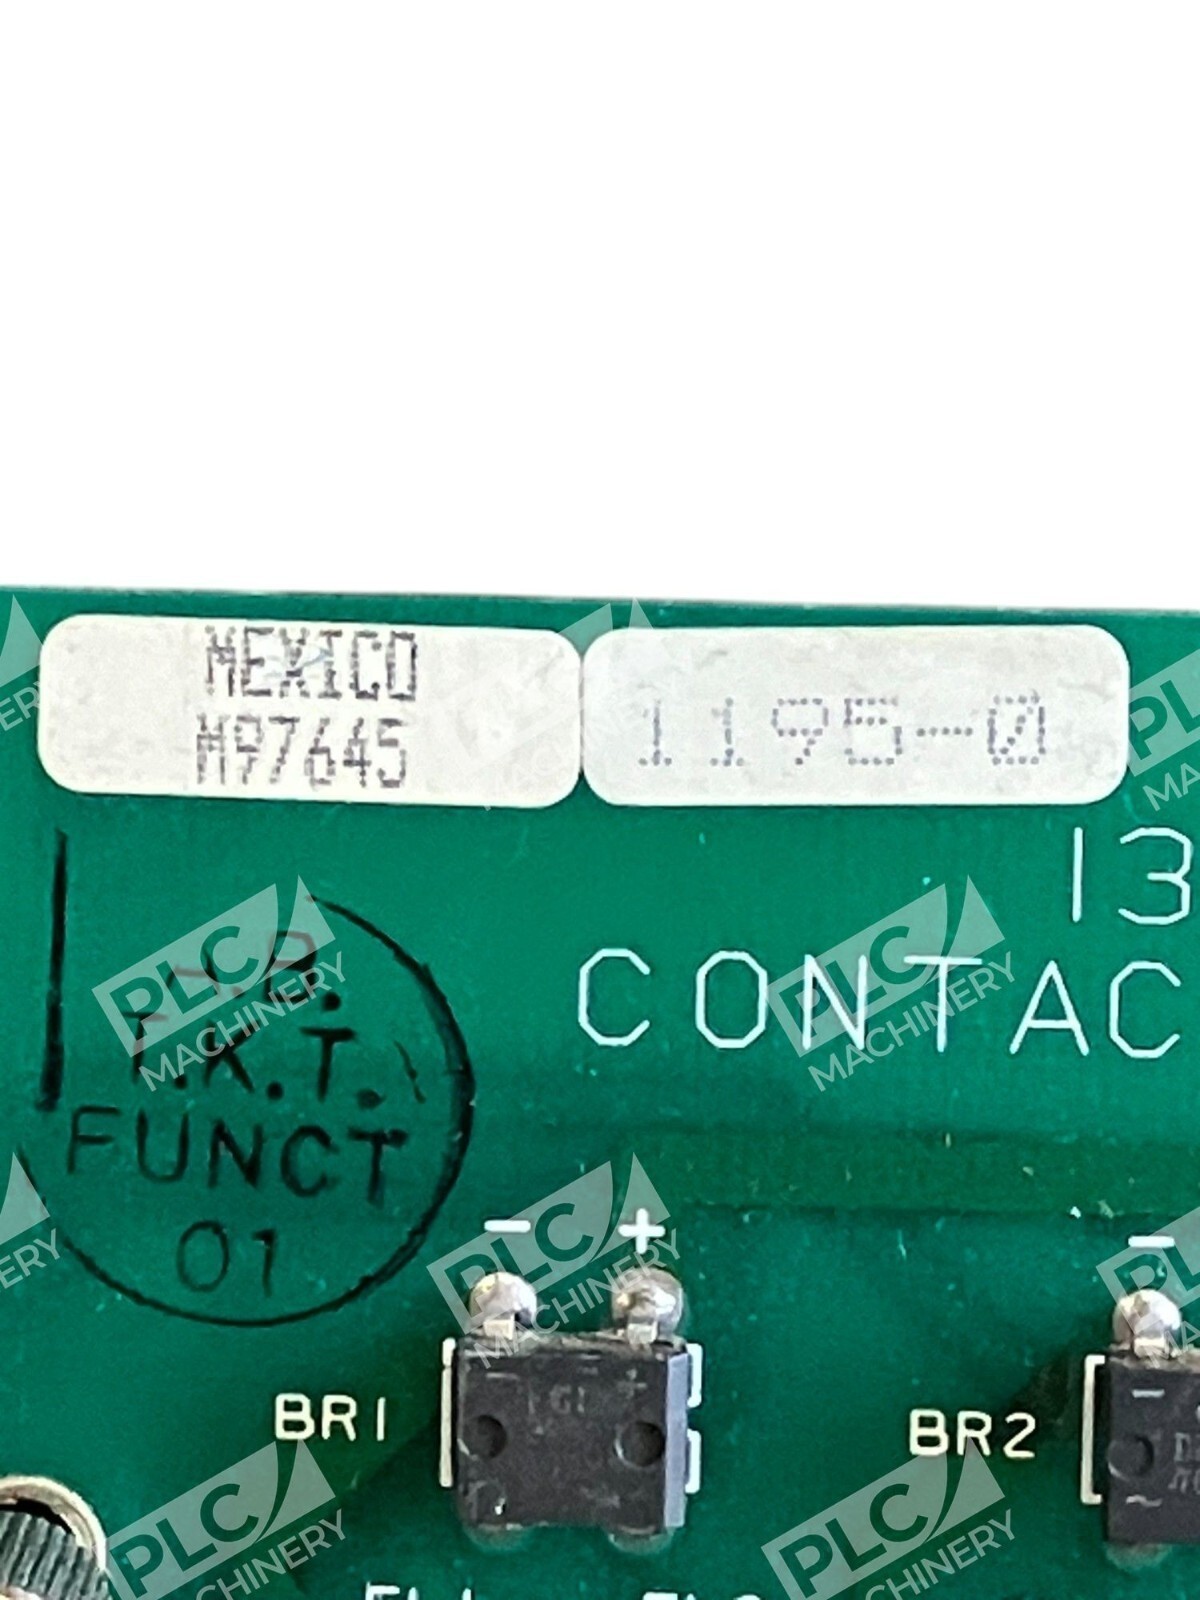 MEXICO
M97645
1195-0
13
CONTAC
T.K.T.
FUNCT
01
- +
-
BR1
BR2
PLC
MACHINERY